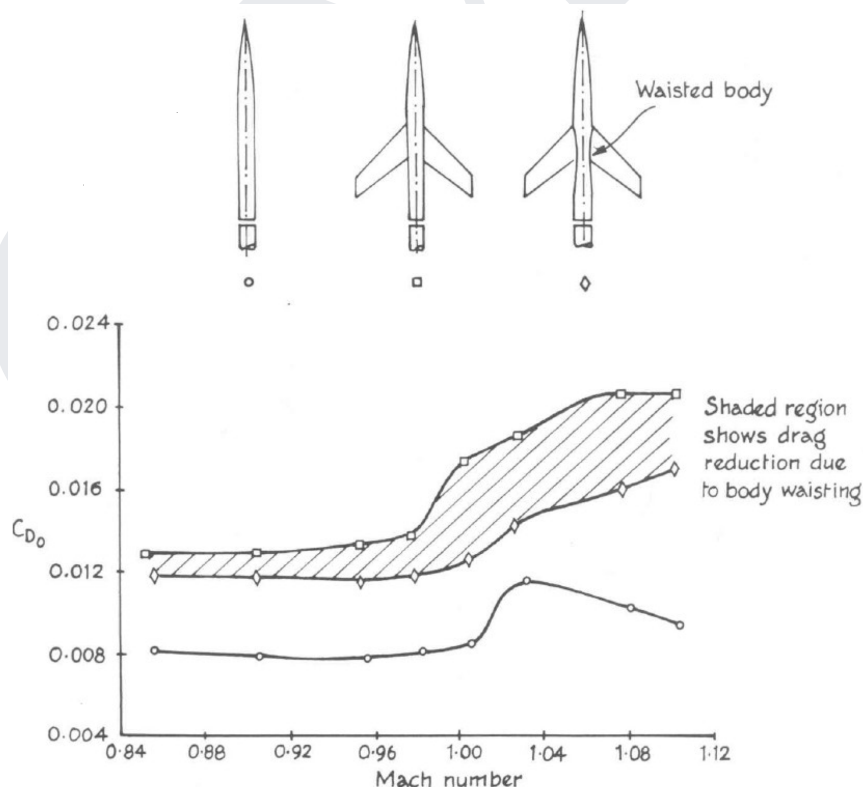 Waisted body
0.024
0.020
0.016
0.012
0.008
0.004
C_{D_0}
Shaded region
shows drag
reduction due
to body waisting
0.84 0.88 0.92 0.96 1.00 1.04 1.08 1.12
Mach number